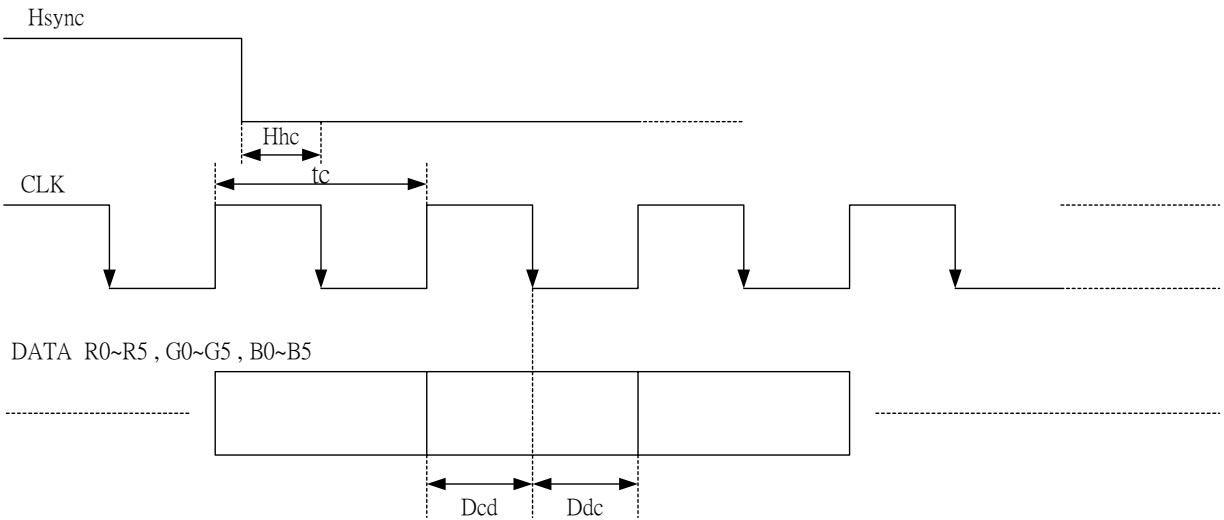 Hsync
Hhc
tc
CLK
DATA R0~R5 , G0~G5 , B0~B5
Dcd Ddc